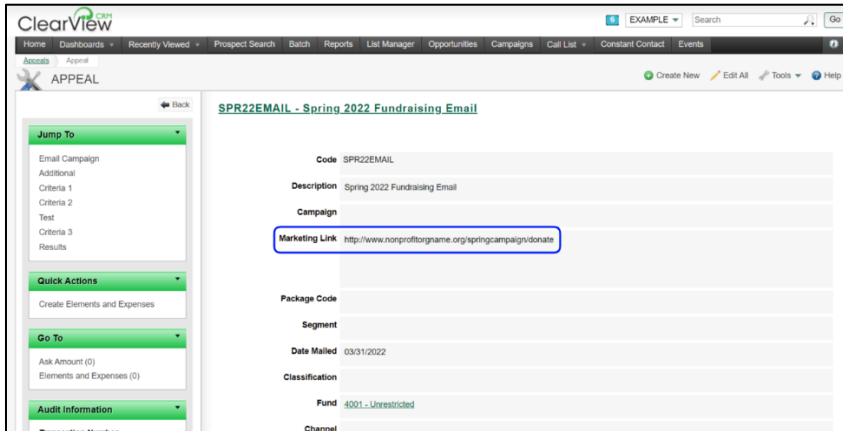 ClearView CRM
EXAMPLE Search Go
Home Dashboards Recently Viewed Prospect Search Batch Reports List Manager Opportunities Campaigns Call List Constant Contact Events
Appeals Appeal
APPEAL
Create New Edit All Tools Help
Back
Jump To
Email Campaign
Additional
Criteria 1
Criteria 2
Test
Criteria 3
Results
Quick Actions
Create Elements and Expenses
Go To
Ask Amount (0)
Elements and Expenses (0)
Audit Information
SPR22EMAIL - Spring 2022 Fundraising Email
Code SPR22EMAIL
Description Spring 2022 Fundraising Email
Campaign
Marketing Link http://www.nonprofitorgname.org/springcampaign/donate
Package Code
Segment
Date Mailed 03/31/2022
Classification
Fund 4001 - Unrestricted
Channel